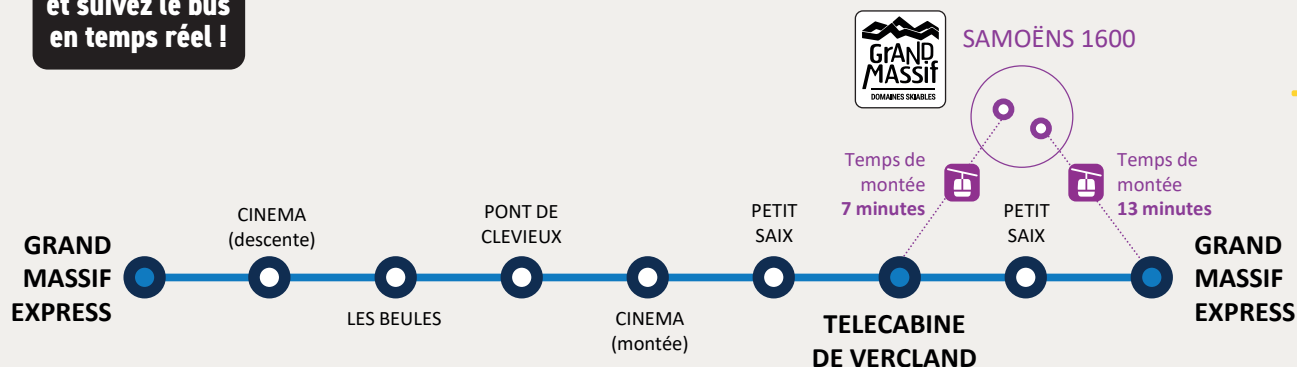 et suivez le bus
en temps réel !
GrAND
MASSif
DOMAINES SKIABLES
SAMOËNS 1600
Temps de
montée
7 minutes
Temps de
montée
13 minutes
GRAND
MASSIF
EXPRESS
CINEMA
(descente)
LES BEULES
PONT DE
CLEVIEUX
CINEMA
(montée)
PETIT
SAIX
TELECABINE
DE VERCLAND
PETIT
SAIX
GRAND
MASSIF
EXPRESS